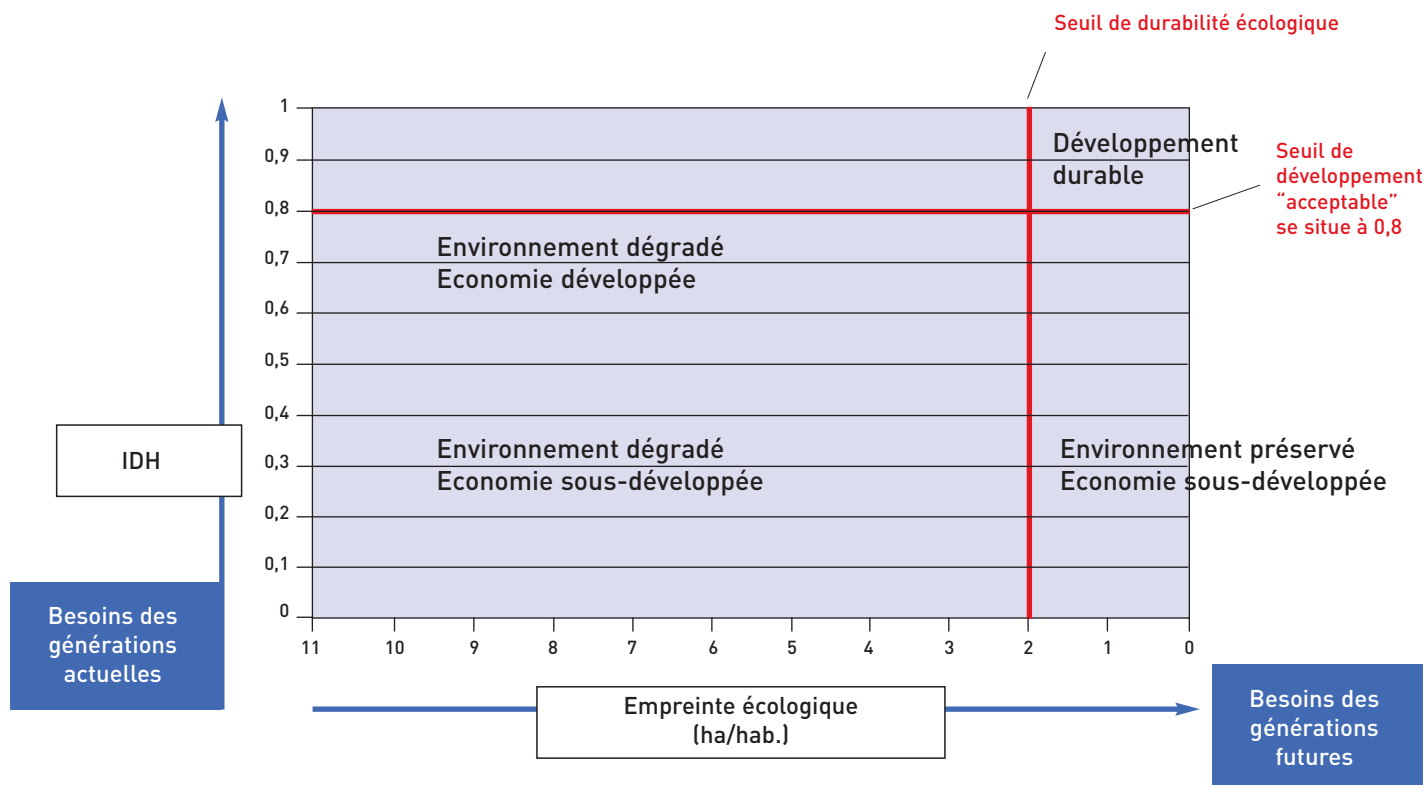 Seuil de durabilité écologique
1
0,9
0,8
0,7
0,6
0,5
0,4
0,3
0,2
0,1
0
Développement
durable
Seuil de
développement
“acceptable”
se situe à 0,8
Environnement dégradé
Economie développée
IDH
Environnement dégradé
Economie sous-développée
Environnement préservé
Economie sous-développée
Besoins des
générations
actuelles
11 10 9 8 7 6 5 4 3 2 1 0
Empreinte écologique
(ha/hab.)
Besoins des
générations
futures